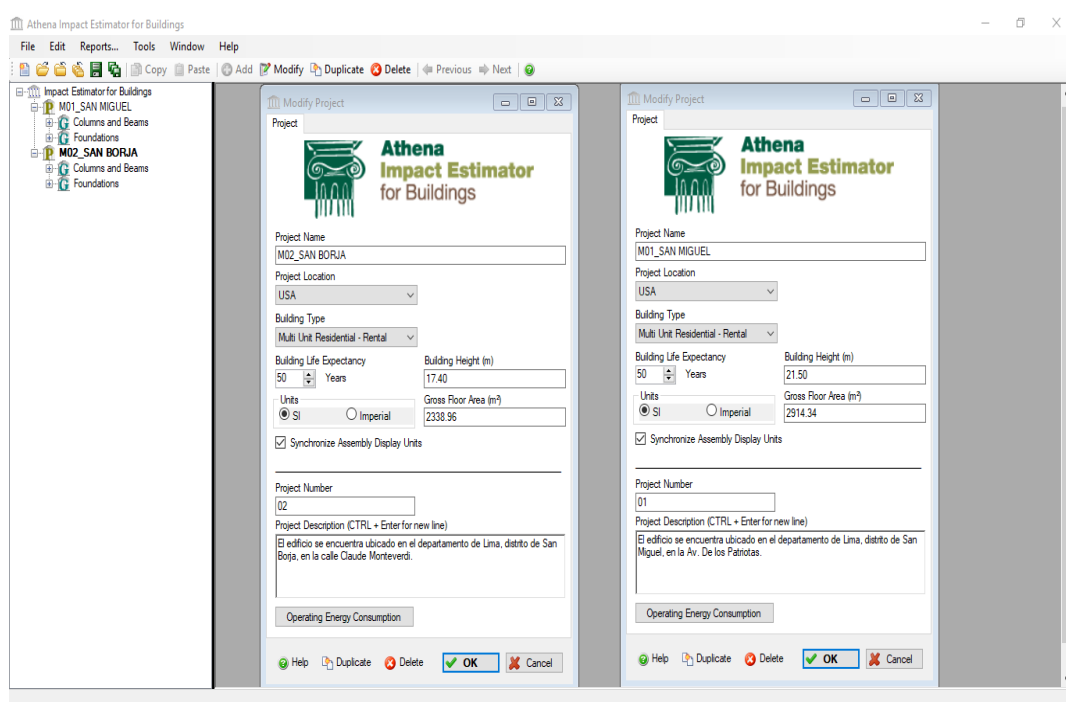 Athena Impact Estimator for Buildings
File Edit Reports... Tools Window Help
Copy Paste Add Modify Duplicate Delete Previous Next
Impact Estimator for Buildings
M01_SAN MIGUEL
Columns and Beams
Foundations
M02_SAN BORJA
Columns and Beams
Foundations
Modify Project
Project
Athena
Impact Estimator
for Buildings
Project Name
M02_SAN BORJA
Project Location
USA
Building Type
Multi Unit Residential - Rental
Building Life Expectancy Building Height (m)
50 Years 17.40
Units Gross Floor Area (m²)
SI Imperial 2338.96
Synchronize Assembly Display Units
Project Number
02
Project Description (CTRL + Enter for new line)
El edificio se encuentra ubicado en el departamento de Lima, distrito de San
Borja, en la calle Claude Monteverdi.
Operating Energy Consumption
Help Duplicate Delete OK Cancel
Modify Project
Project
Athena
Impact Estimator
for Buildings
Project Name
M01_SAN MIGUEL
Project Location
USA
Building Type
Multi Unit Residential - Rental
Building Life Expectancy Building Height (m)
50 Years 21.50
Units Gross Floor Area (m²)
SI Imperial 2914.34
Synchronize Assembly Display Units
Project Number
01
Project Description (CTRL + Enter for new line)
El edificio se encuentra ubicado en el departamento de Lima, distrito de San
Miguel, en la Av. De los Patriotas.
Operating Energy Consumption
Help Duplicate Delete OK Cancel